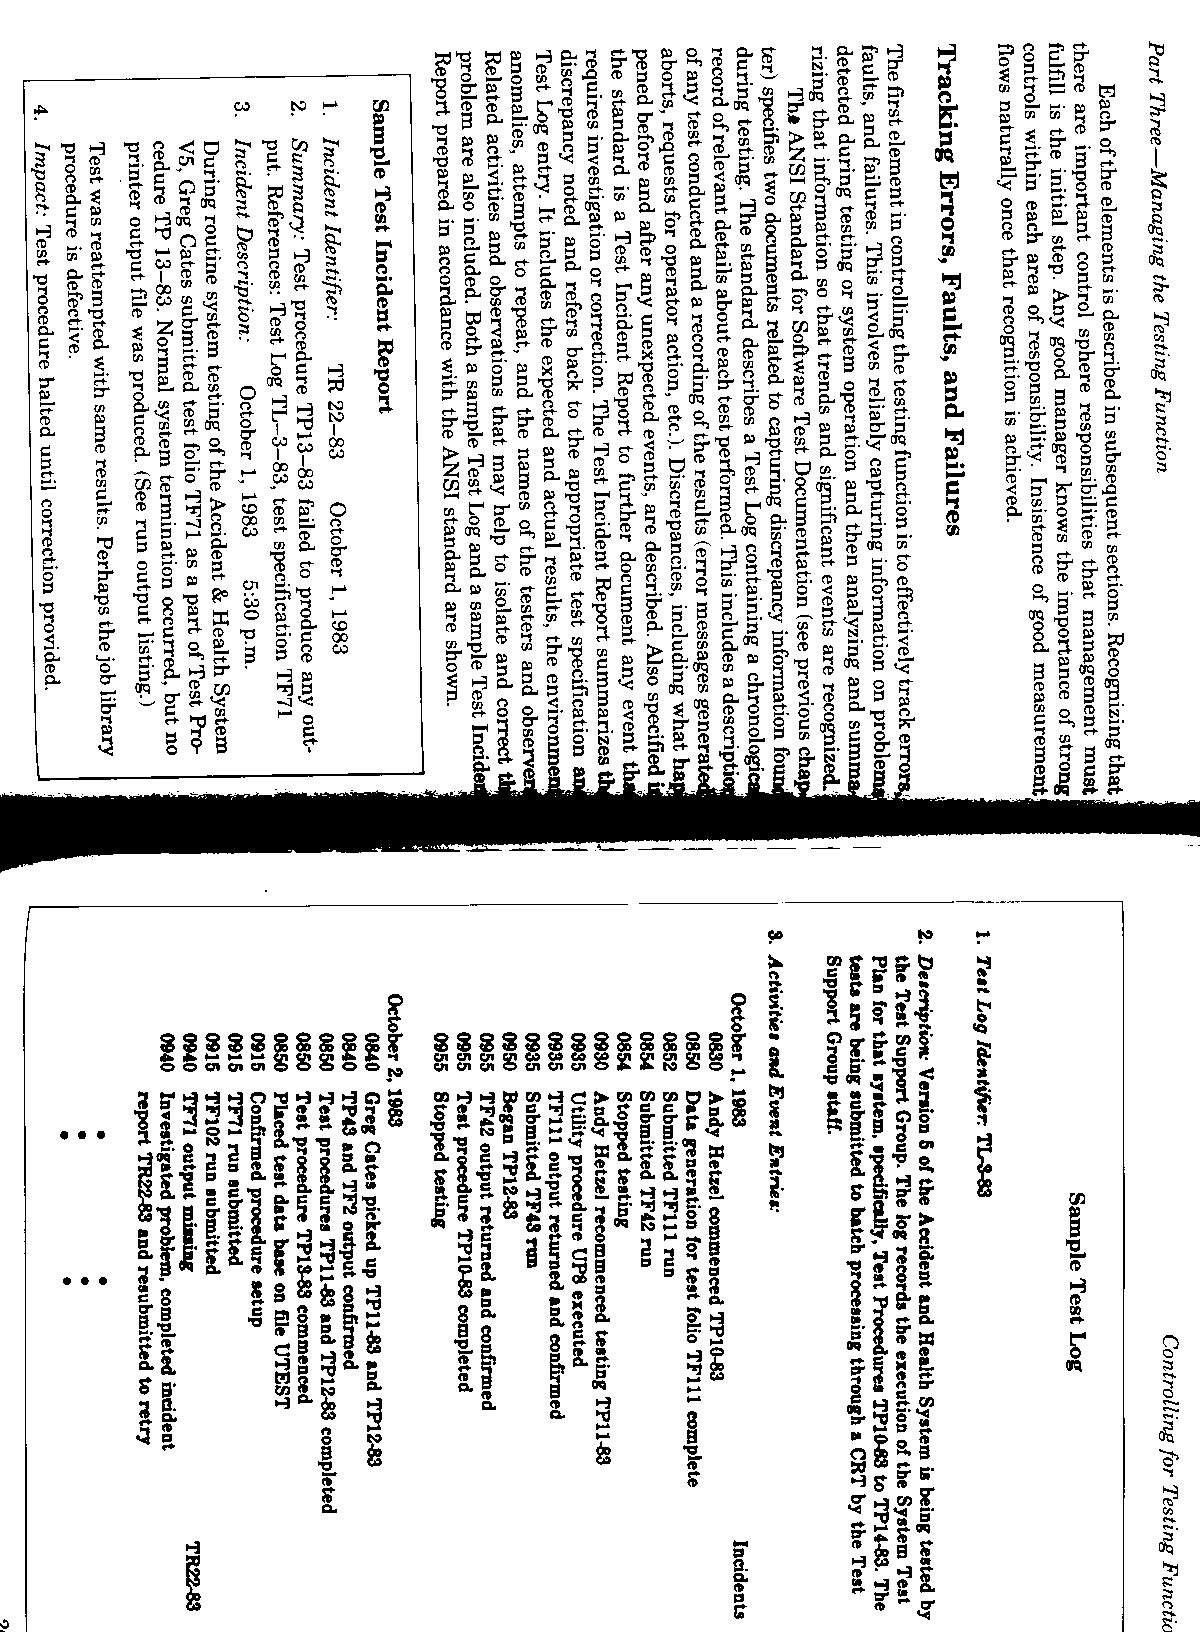 Part Three—Managing the Testing Function
Each of the elements is described in subsequent sections. Recognizing that
there are important control sphere responsibilities that management must
fulfill is the initial step. Any good manager knows the importance of strong
controls within each area of responsibility. Insistence of good measurement
flows naturally once that recognition is achieved.
Tracking Errors, Faults, and Failures
The first element in controlling the testing function is to effectively track errors,
faults, and failures. This involves reliably capturing information on problems
detected during testing or system operation and then analyzing and summa-
rizing that information so that trends and significant events are recognized.
The ANSI Standard for Software Test Documentation (see previous chap-
ter) specifies two documents related to capturing discrepancy information found
during testing. The standard describes a Test Log containing a chronologica
record of relevant details about each test performed. This includes a description
of any test conducted and a recording of the results (error messages generated
aborts, requests for operator action, etc.). Discrepancies, including what hap
pened before and after any unexpected events, are described. Also specified i
the standard is a Test Incident Report to further document any event tha
requires investigation or correction. The Test Incident Report summarizes th
discrepancy noted and refers back to the appropriate test specification an
Test Log entry. It includes the expected and actual results, the environmen
anomalies, attempts to repeat, and the names of the testers and observer
Related activities and observations that may help to isolate and correct th
problem are also included. Both a sample Test Log and a sample Test Inciden
Report prepared in accordance with the ANSI standard are shown.
Sample Test Incident Report
1. Incident Identifier: TR 22–83 October 1, 1983
2. Summary: Test procedure TP13–83 failed to produce any out-
put. References: Test Log TL–3–83, test specification TF71
3. Incident Description: October 1, 1983 5:30 p.m.
During routine system testing of the Accident & Health System
V5, Greg Cates submitted test folio TF71 as a part of Test Pro-
cedure TP 13–83. Normal system termination occurred, but no
printer output file was produced. (See run output listing.)
Test was reattempted with same results. Perhaps the job library
procedure is defective.
4. Impact: Test procedure halted until correction provided.
Controlling for Testing Functio
Sample Test Log
1. Test Log Identifier: TL-3-83
2. Description: Version 5 of the Accident and Health System is being tested by
the Test Support Group. The log records the execution of the System Test
Plan for that system, specifically, Test Procedures TP10-83 to TP14-83. The
tests are being submitted to batch processing through a CRT by the Test
Support Group staff.
3. Activities and Event Entries:
October 1, 1983 Incidents
0830 Andy Hetzel commenced TP10-83
0850 Data generation for test folio TF111 complete
0852 Submitted TF111 run
0854 Submitted TF42 run
0854 Stopped testing
0930 Andy Hetzel recommenced testing TP11-83
0935 Utility procedure UP8 executed
0935 TF111 output returned and confirmed
0935 Submitted TF43 run
0950 Began TP12-83
0955 TF42 output returned and confirmed
0955 Test procedure TP10-83 completed
0955 Stopped testing
October 2, 1983
0840 Greg Cates picked up TP11-83 and TP12-83
0840 TP43 and TF2 output confirmed
0850 Test procedures TP11-83 and TP12-83 completed
0850 Test procedure TP13-83 commenced
0850 Placed test data base on file UTEST
0915 Confirmed procedure setup
0915 TF71 run submitted
0915 TF102 run submitted
0940 TF71 output missing TR22-83
0940 Investigated problem, completed incident
report TR22-83 and resubmitted to retry